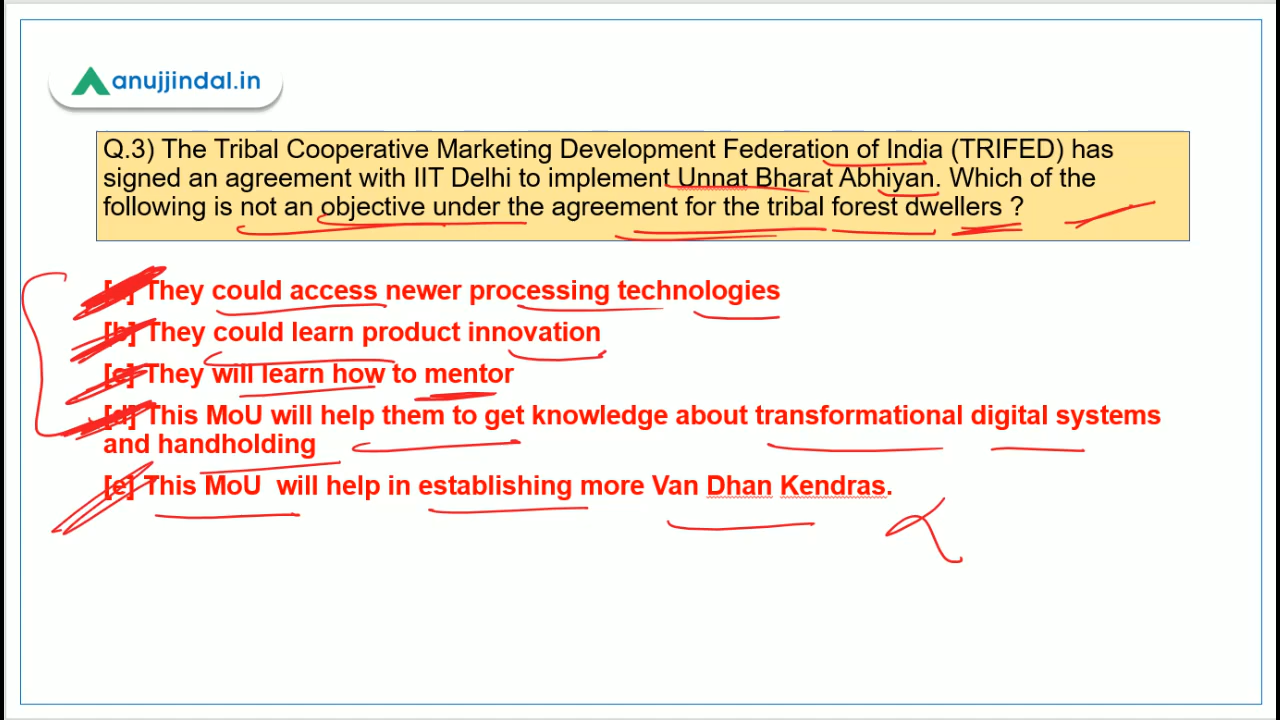 anujjindal.in
Q.3) The Tribal Cooperative Marketing Development Federation of India (TRIFED) has
signed an agreement with IIT Delhi to implement Unnat Bharat Abhiyan. Which of the
following is not an objective under the agreement for the tribal forest dwellers ?
[a] They could access newer processing technologies
[b] They could learn product innovation
[c] They will learn how to mentor
[d] This MoU will help them to get knowledge about transformational digital systems
and handholding
[e] This MoU will help in establishing more Van Dhan Kendras.